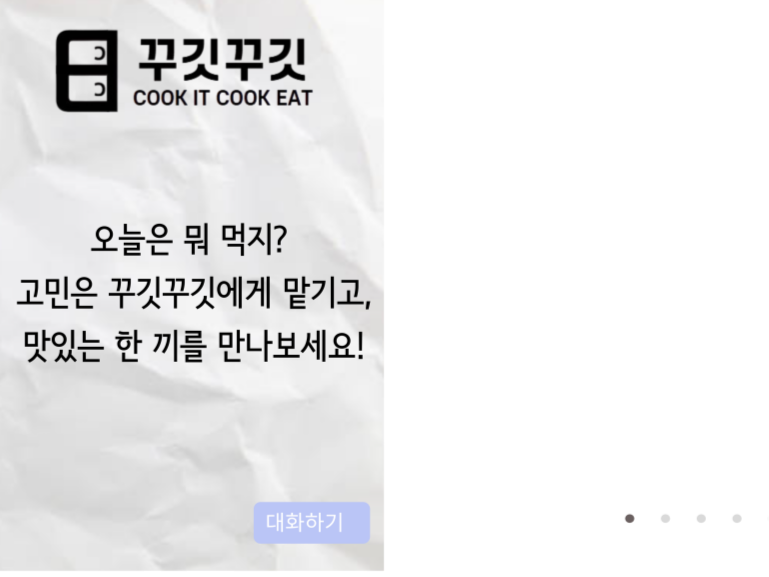 꾸깃꾸깃
COOK IT COOK EAT
오늘은 뭐 먹지?
고민은 꾸깃꾸깃에게 맡기고,
맛있는 한 끼를 만나보세요!
대화하기